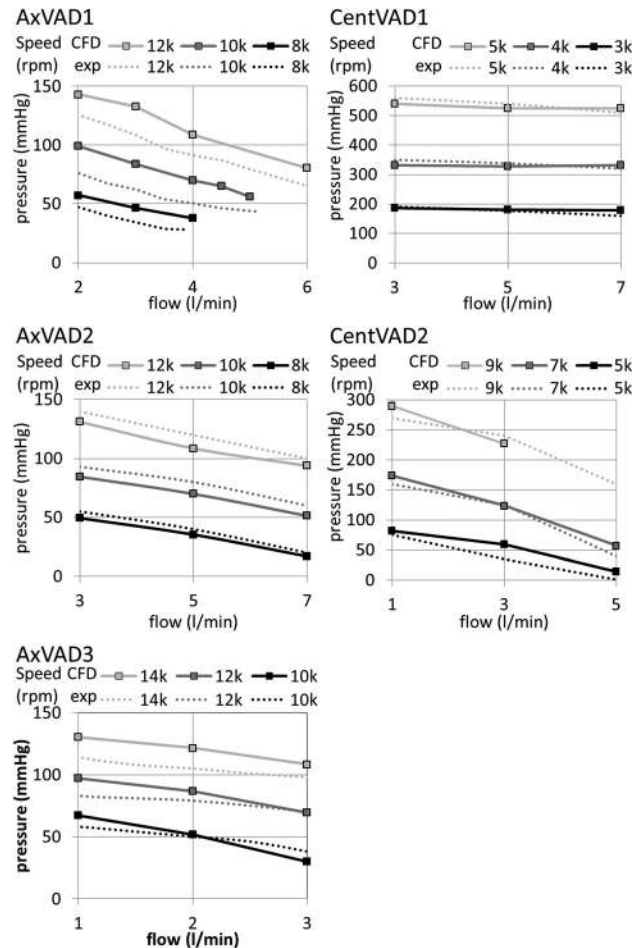 AxVAD1
Speed CFD 12k 10k 8k
(rpm) exp 12k 10k 8k
150
100
50
0
pressure (mmHg)
2 4 6
flow (l/min)
CentVAD1
Speed CFD 5k 4k 3k
(rpm) exp 5k 4k 3k
600
500
400
300
200
100
0
pressure (mmHg)
3 5 7
flow (l/min)
AxVAD2
Speed CFD 12k 10k 8k
(rpm) exp 12k 10k 8k
150
100
50
0
pressure (mmHg)
3 5 7
flow (l/min)
CentVAD2
Speed CFD 9k 7k 5k
(rpm) exp 9k 7k 5k
300
250
200
150
100
50
0
pressure (mmHg)
1 3 5
flow (l/min)
AxVAD3
Speed CFD 14k 12k 10k
(rpm) exp 14k 12k 10k
150
100
50
0
pressure (mmHg)
1 2 3
flow (l/min)